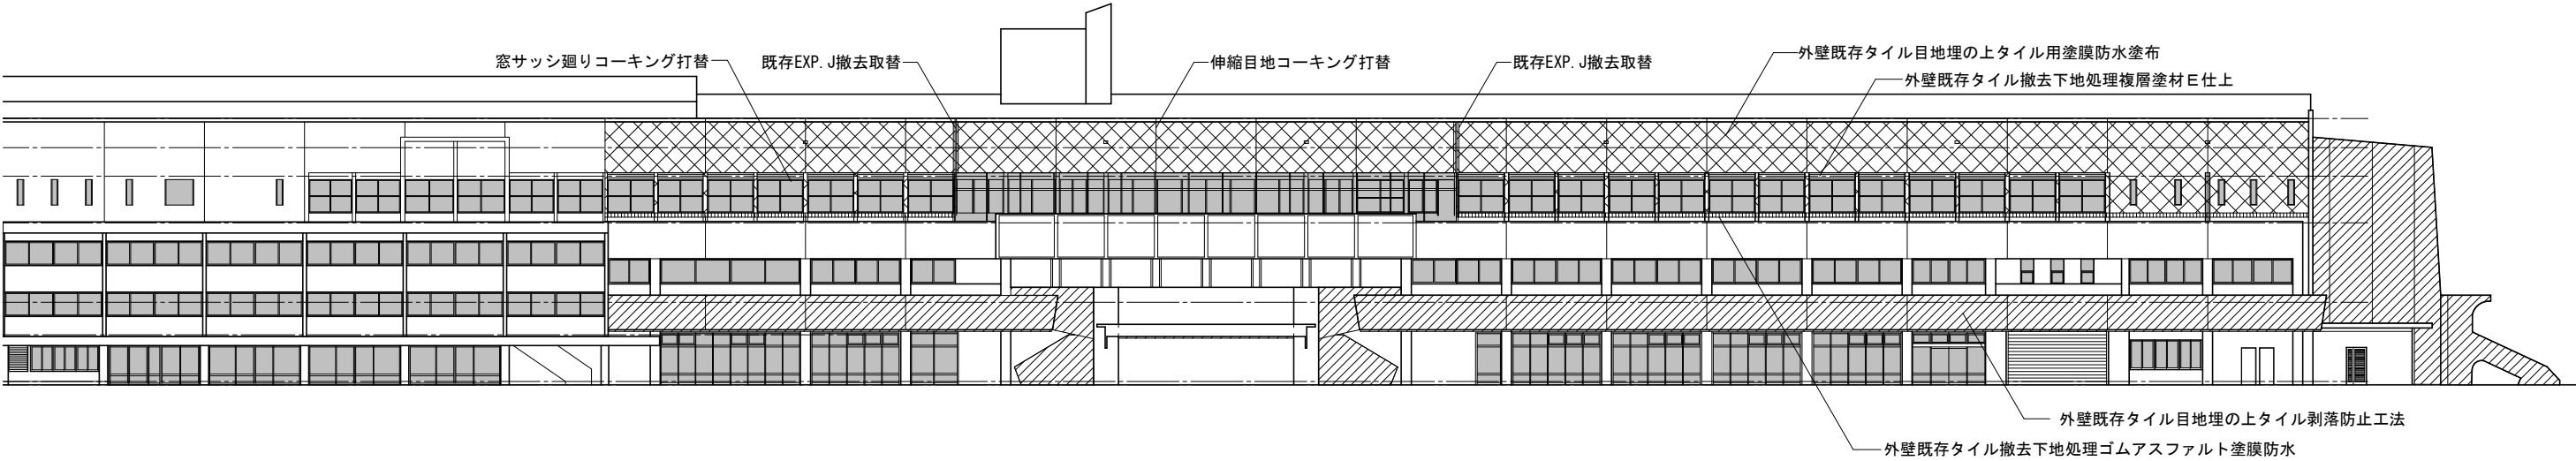 外壁既存タイル目地埋の上タイル用塗膜防水塗布
窓サッシ廻りコーキング打替
既存EXP.J撤去取替
伸縮目地コーキング打替
既存EXP.J撤去取替
外壁既存タイル撤去下地処理複層塗材E仕上
外壁既存タイル目地埋の上タイル剥落防止工法
外壁既存タイル撤去下地処理ゴムアスファルト塗膜防水